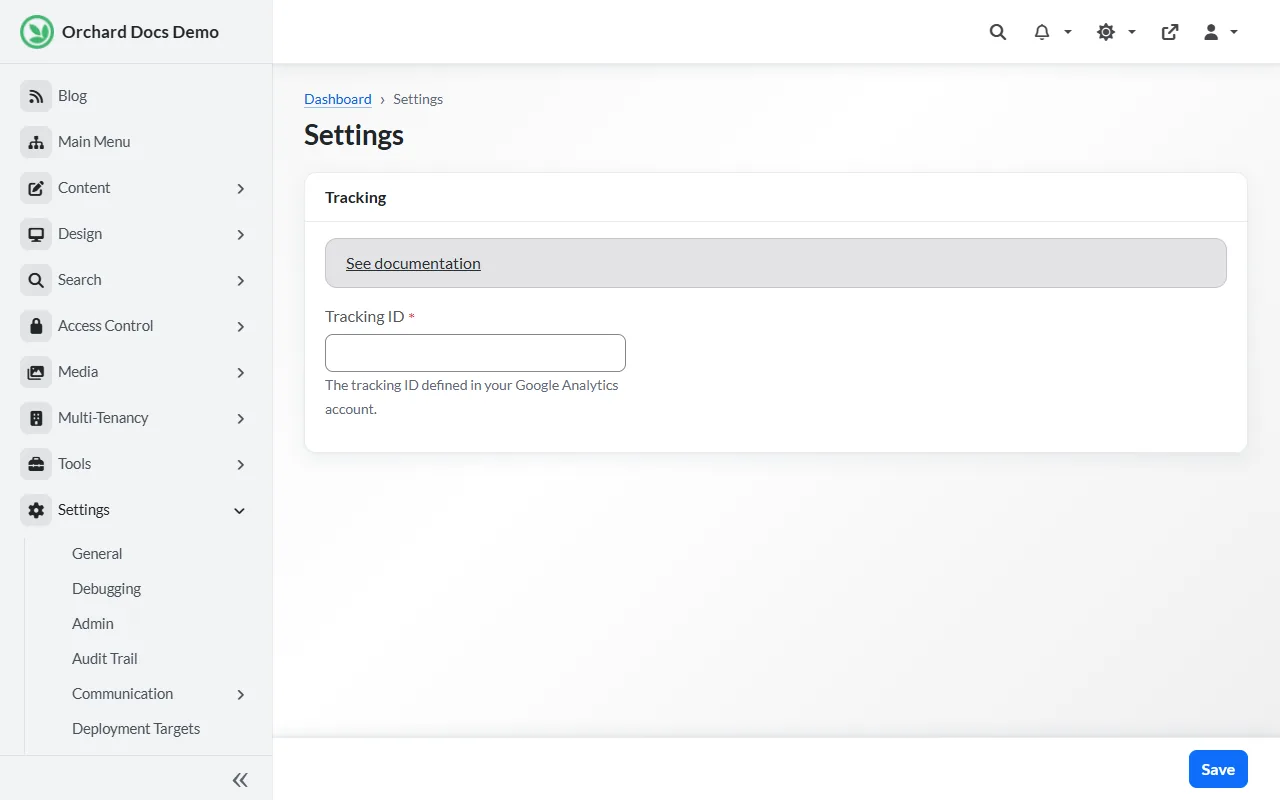 Orchard Docs Demo
Blog
Main Menu
Content
Design
Search
Access Control
Media
Multi-Tenancy
Tools
Settings
General
Debugging
Admin
Audit Trail
Communication
Deployment Targets
Dashboard › Settings
Settings
Tracking
See documentation
Tracking ID *
The tracking ID defined in your Google Analytics
account.
Save